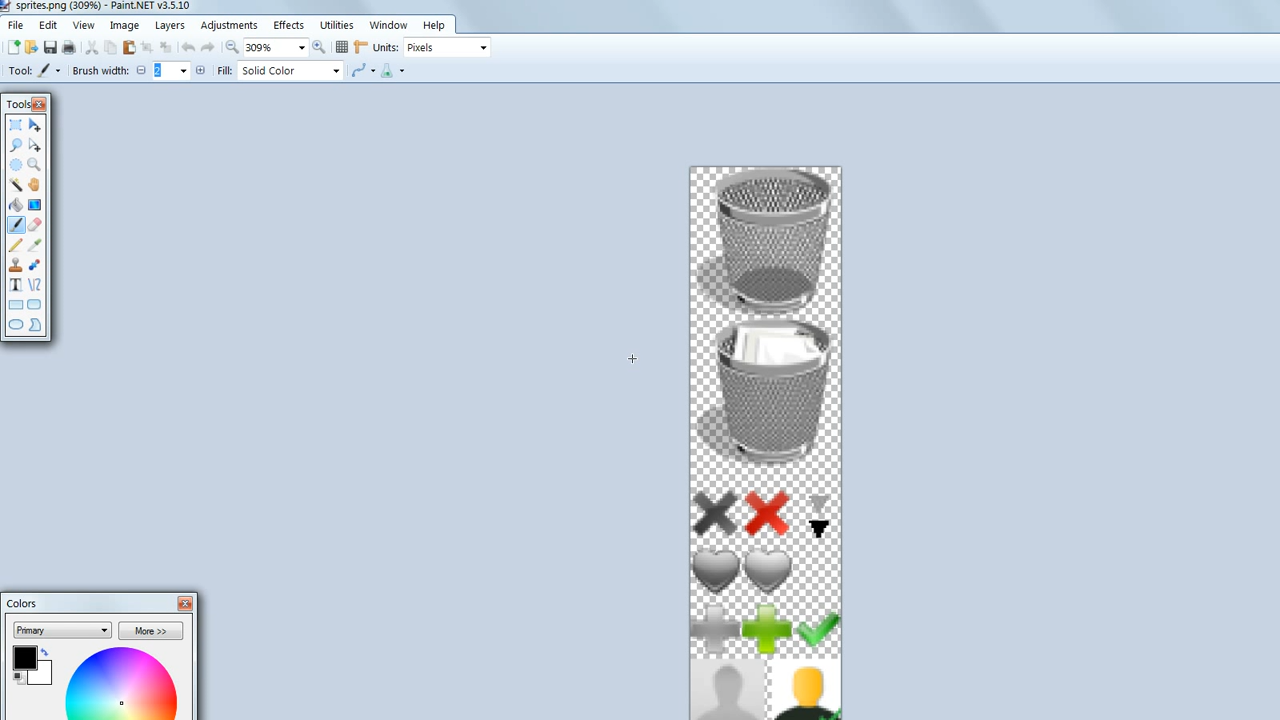 sprites.png (309%) - Paint.NET v3.5.10
File Edit View Image Layers Adjustments Effects Utilities Window Help
309% Units: Pixels
Tool: Brush width: 2 Fill: Solid Color
Tools
Colors
Primary More >>